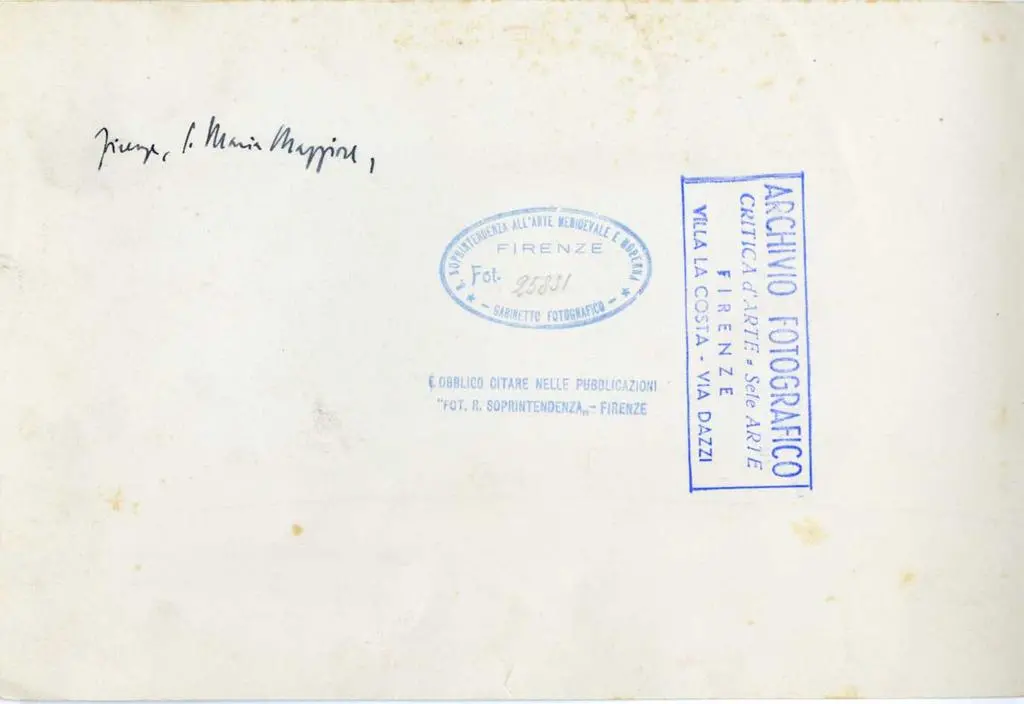 Firenze, S. Maria Maggiore,
R. SOPRINTENDENZA ALL'ARTE MEDIOEVALE E MODERNA
FIRENZE
Fot. 25831
- GABINETTO FOTOGRAFICO -
È OBBLIGO CITARE NELLE PUBBLICAZIONI
"FOT. R. SOPRINTENDENZA„- FIRENZE
ARCHIVIO FOTOGRAFICO
CRITICA d'ARTE = Sele ARTE
FIRENZE
VILLA LA COSTA - VIA DAZZI